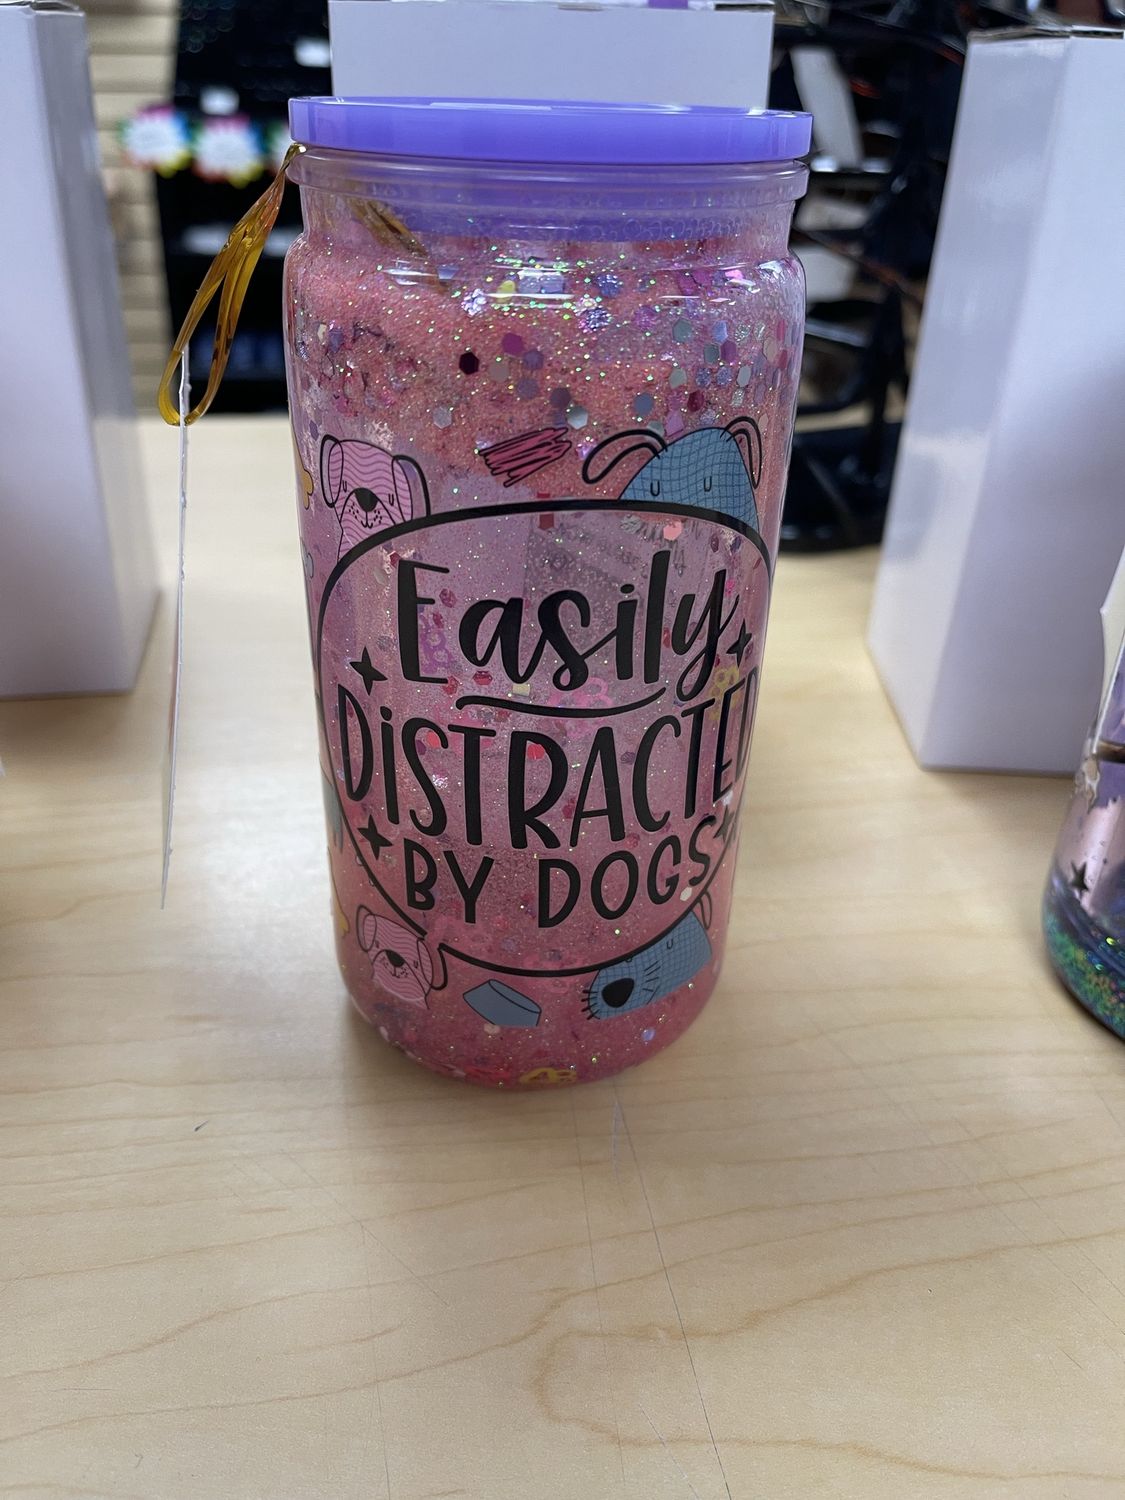 Easily
DiSTRACTED
BY DOGS